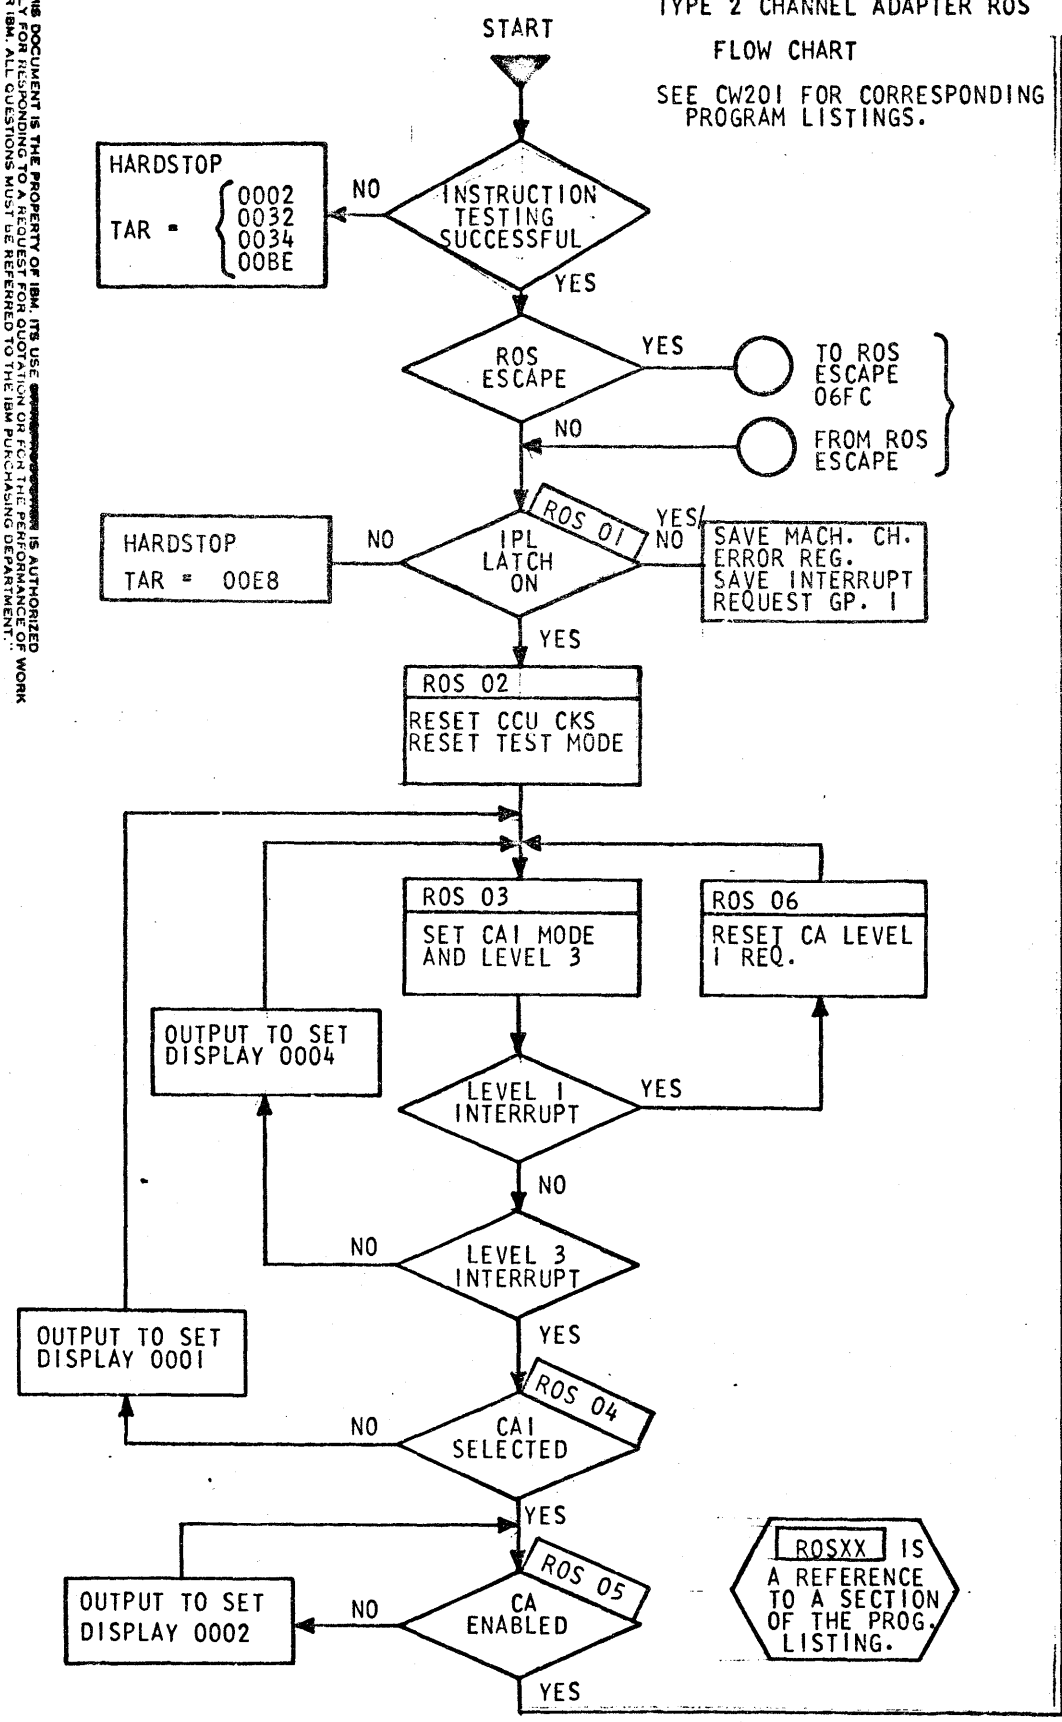 TYPE 2 CHANNEL ADAPTER ROS
FLOW CHART
SEE CW201 FOR CORRESPONDING
PROGRAM LISTINGS.
START
INSTRUCTION
TESTING
SUCCESSFUL
NO
HARDSTOP
TAR =
0002
0032
0034
00BE
YES
ROS
ESCAPE
YES
TO ROS
ESCAPE
06FC
NO
FROM ROS
ESCAPE
ROS 01
IPL
LATCH
ON
NO
HARDSTOP
TAR = 00E8
YES/
NO
SAVE MACH. CH.
ERROR REG.
SAVE INTERRUPT
REQUEST GP. 1
YES
ROS 02
RESET CCU CKS
RESET TEST MODE
ROS 03
SET CA1 MODE
AND LEVEL 3
ROS 06
RESET CA LEVEL
1 REQ.
OUTPUT TO SET
DISPLAY 0004
LEVEL 1
INTERRUPT
YES
NO
LEVEL 3
INTERRUPT
NO
YES
OUTPUT TO SET
DISPLAY 0001
ROS 04
CA1
SELECTED
NO
YES
ROS 05
CA
ENABLED
NO
OUTPUT TO SET
DISPLAY 0002
YES
ROSXX IS
A REFERENCE
TO A SECTION
OF THE PROG.
LISTING.
DOCUMENT IS THE PROPERTY OF IBM. ITS USE IS AUTHORIZED
FOR RESPONDING TO A REQUEST FOR QUOTATION OR FOR THE PERFORMANCE OF WORK
IBM. ALL QUESTIONS MUST BE REFERRED TO THE IBM PURCHASING DEPARTMENT."